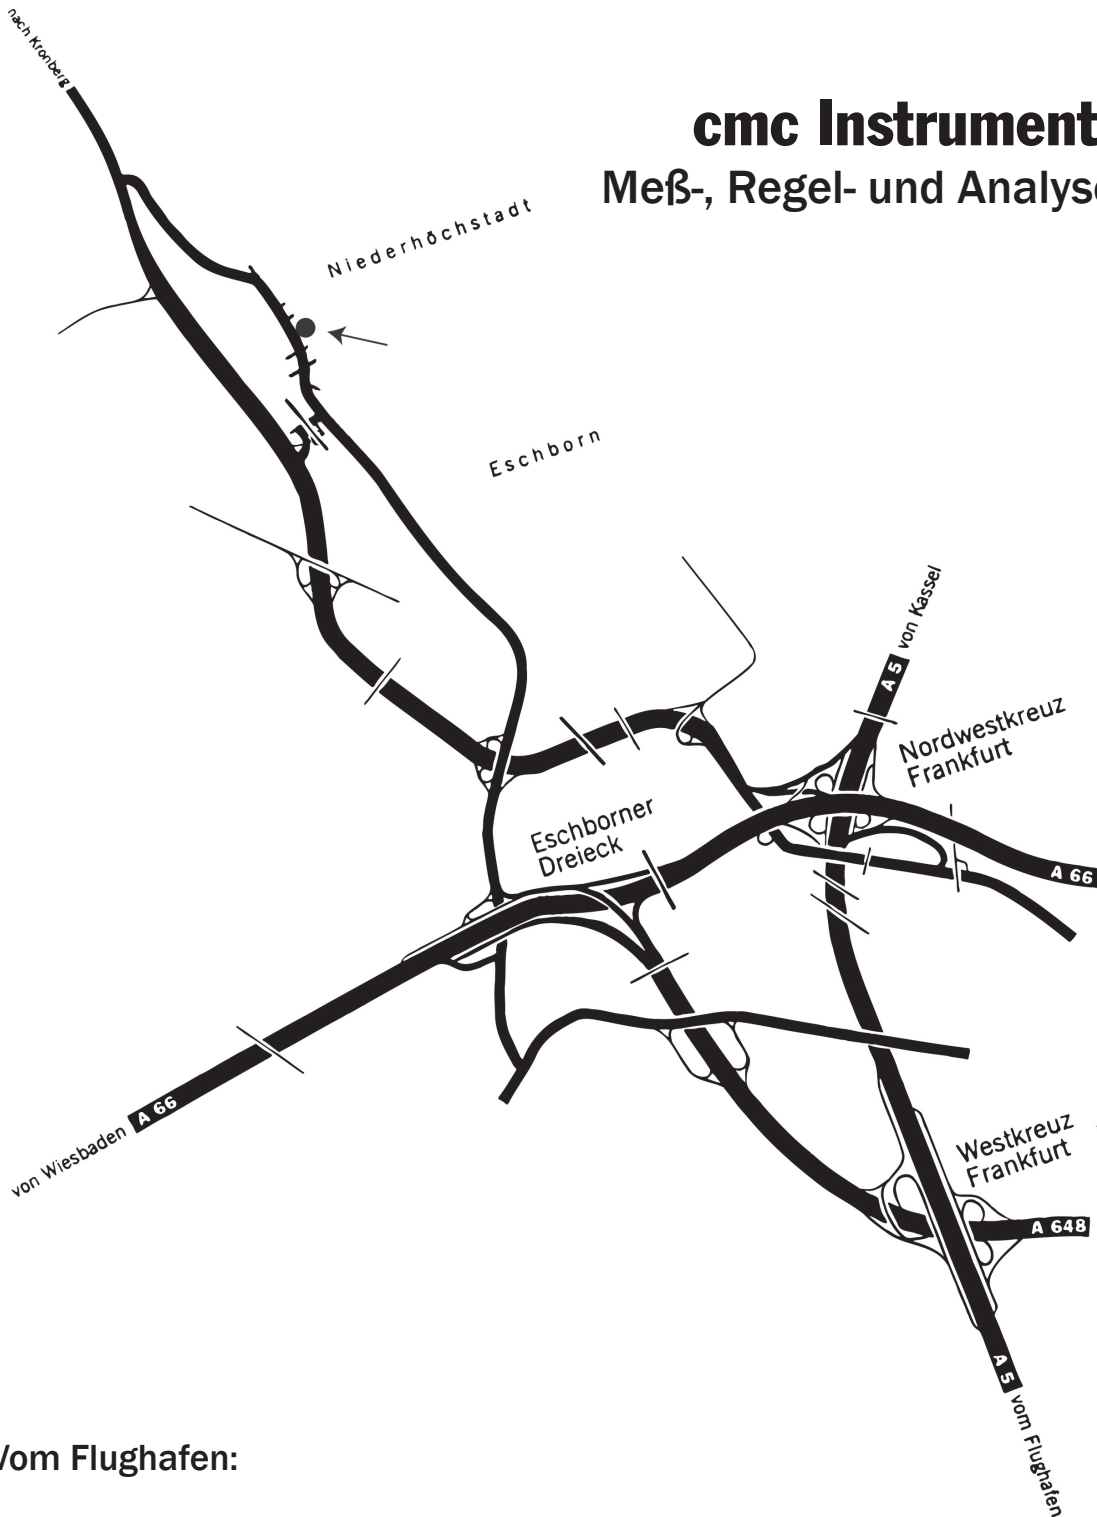 nach Kronberg
cmc Instrument
Meß-, Regel- und Analyse
Niederhöchstadt
Eschborn
von Kassel
A 5
Nordwestkreuz
Frankfurt
Eschborner
Dreieck
A 66
A 66
von Wiesbaden
Westkreuz
Frankfurt
A 648
A 5
vom Flughafen
Vom Flughafen: